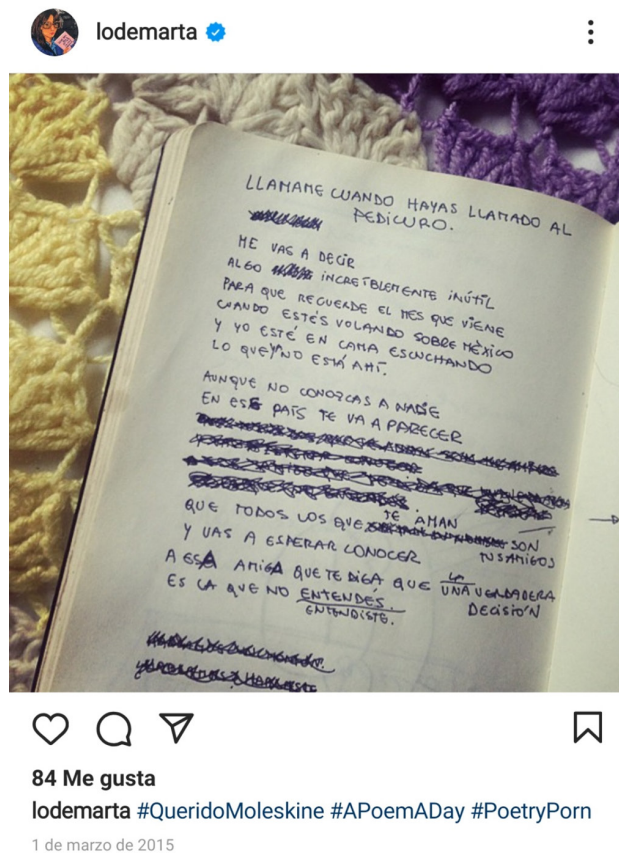 lodemarta
LLAMAME CUANDO HAYAS LLAMADO AL
PEDICURO.
ME VAS A DECIR
ALGO INCREÍBLEMENTE INÚTIL
PARA QUE RECUERDE EL MES QUE VIENE
CUANDO ESTÉS VOLANDO SOBRE MÉXICO
Y YO ESTÉ EN CAMA ESCUCHANDO
LO QUE YA NO ESTÁ AHÍ.
AUNQUE NO CONOZCAS A NADIE
EN ESE PAÍS TE VA A PARECER
QUE TODOS LOS QUE TE AMAN SON
TUS AMIGOS
Y VAS A ESPERAR CONOCER
A ESA AMIGA QUE TE DIGA QUE LA
UNA VERDADERA
DECISIÓN
ES LA QUE NO ENTENDÉS.
ENTENDISTE.
84 Me gusta
lodemarta #QueridoMoleskine #APoemADay #PoetryPorn
1 de marzo de 2015